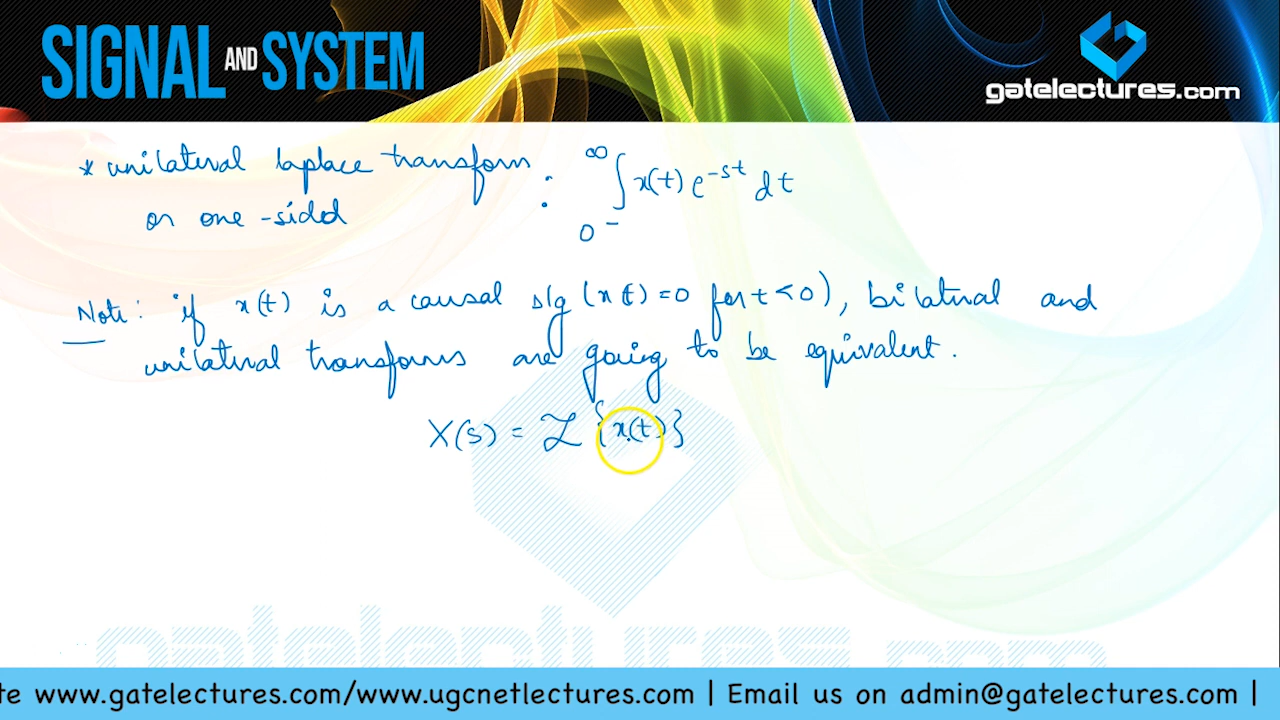 SIGNAL AND SYSTEM
gatelectures.com
* unilateral laplace transform : ∞ ∫ x(t) e^-st dt
or one-sided 0^-
Note: if x(t) is a causal sig (x t) = 0 for t < 0), bilateral and
unilateral transforms are going to be equivalent.
X(s) = ℒ {x(t)}
gatelectures.com
te www.gatelectures.com/www.ugcnetlectures.com | Email us on admin@gatelectures.com |